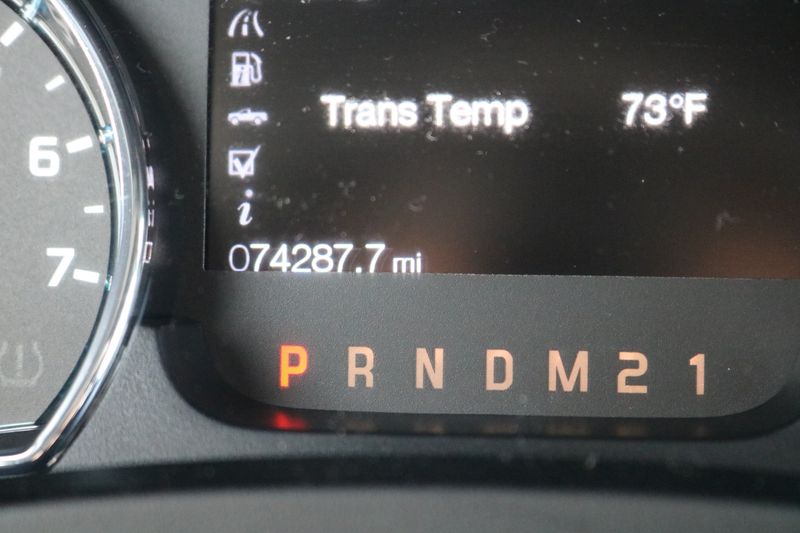 Trans Temp 73°F
6
7
074287.7 mi
P R N D M 2 1